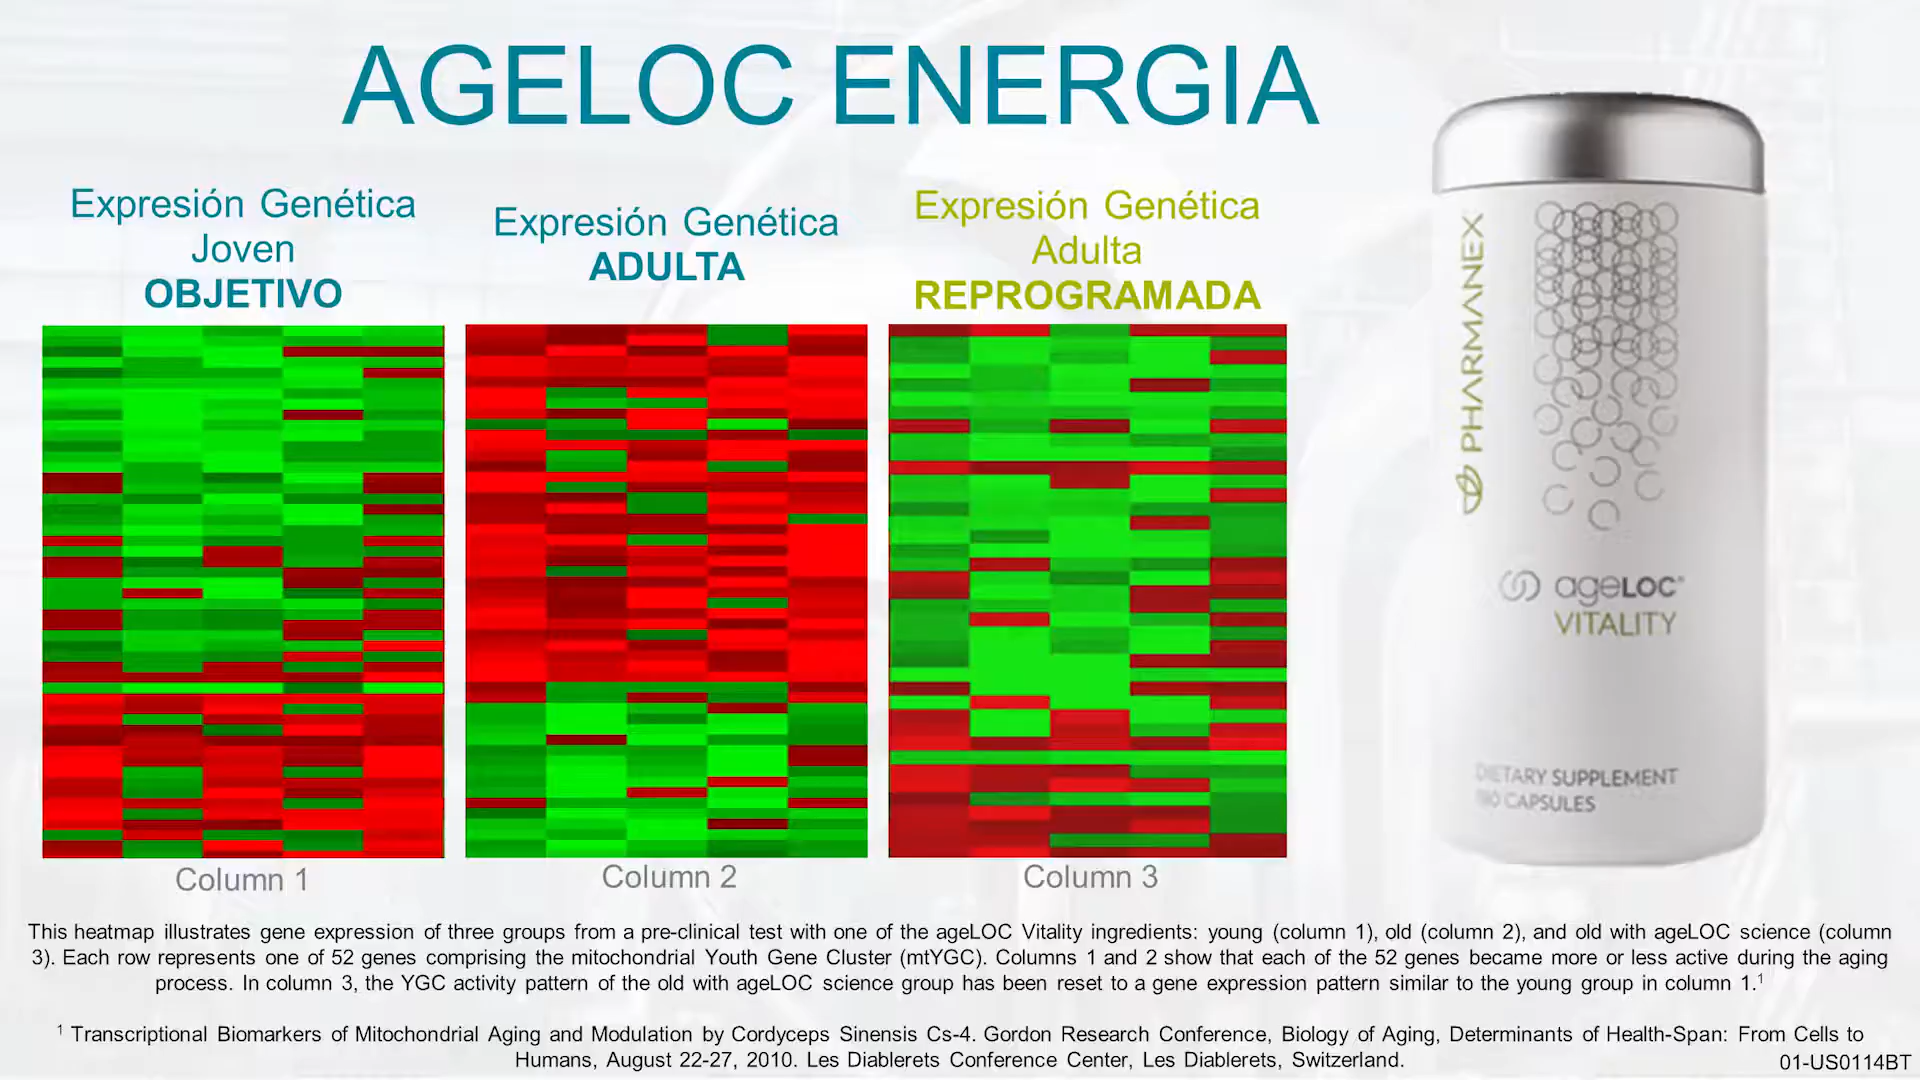 AGELOC ENERGIA
Expresión Genética
Joven
OBJETIVO
Expresión Genética
ADULTA
Expresión Genética
Adulta
REPROGRAMADA
Column 1
Column 2
Column 3
PHARMANEX
ageLOC®
VITALITY
DIETARY SUPPLEMENT
CAPSULES
This heatmap illustrates gene expression of three groups from a pre-clinical test with one of the ageLOC Vitality ingredients: young (column 1), old (column 2), and old with ageLOC science (column
3). Each row represents one of 52 genes comprising the mitochondrial Youth Gene Cluster (mtYGC). Columns 1 and 2 show that each of the 52 genes became more or less active during the aging
process. In column 3, the YGC activity pattern of the old with ageLOC science group has been reset to a gene expression pattern similar to the young group in column 1.¹
¹ Transcriptional Biomarkers of Mitochondrial Aging and Modulation by Cordyceps Sinensis Cs-4. Gordon Research Conference, Biology of Aging, Determinants of Health-Span: From Cells to
Humans, August 22-27, 2010. Les Diablerets Conference Center, Les Diablerets, Switzerland.
01-US0114BT